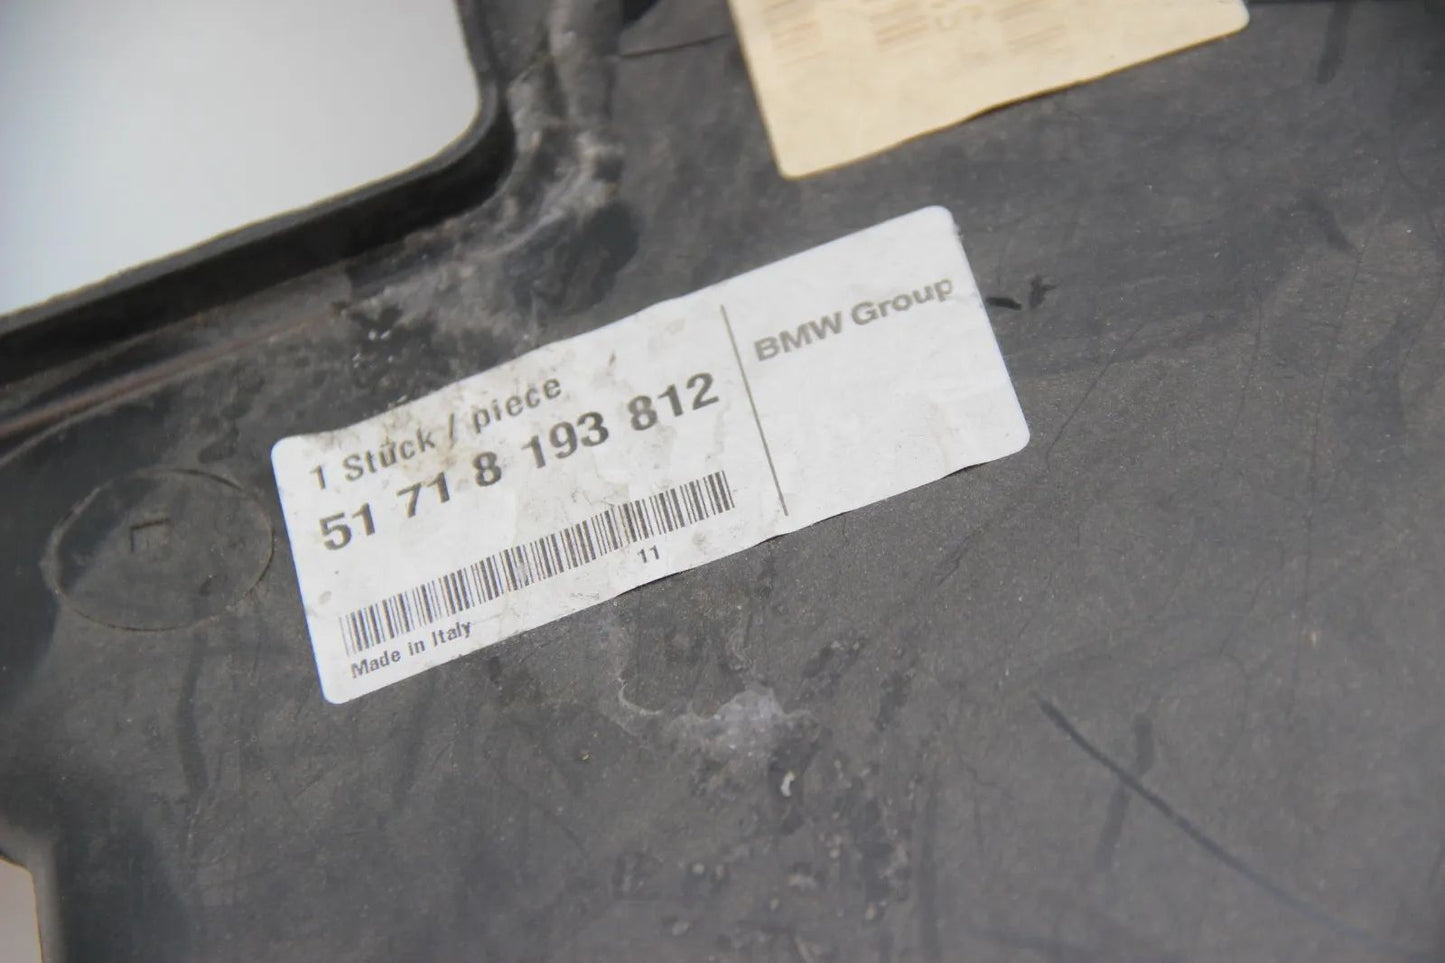 1 Stück / piece
51 71 8 193 812
11
Made in Italy
BMW Group